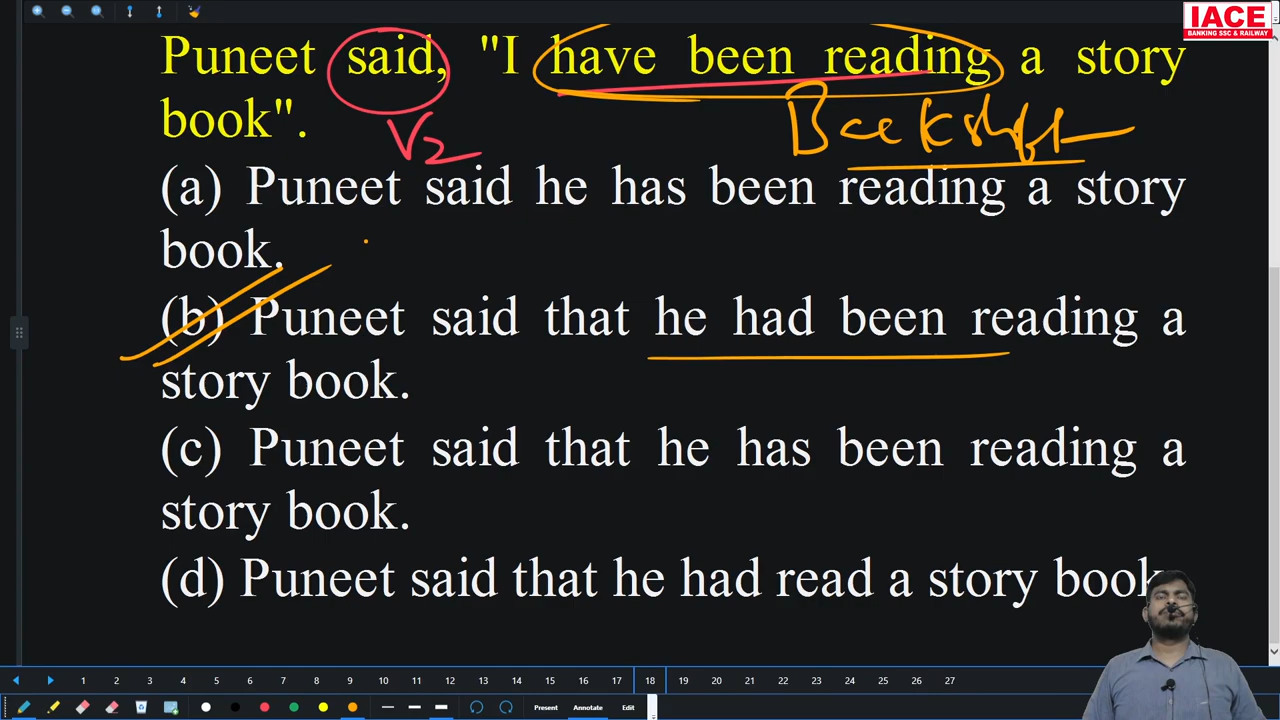 IACE
BANKING SSC & RAILWAY
Puneet said, "I have been reading a story
book".
V2
Backshift
(a) Puneet said he has been reading a story
book.
(b) Puneet said that he had been reading a
story book.
(c) Puneet said that he has been reading a
story book.
(d) Puneet said that he had read a story book
1 2 3 4 5 6 7 8 9 10 11 12 13 14 15 16 17 18 19 20 21 22 23 24 25 26 27
Present Annotate Edit